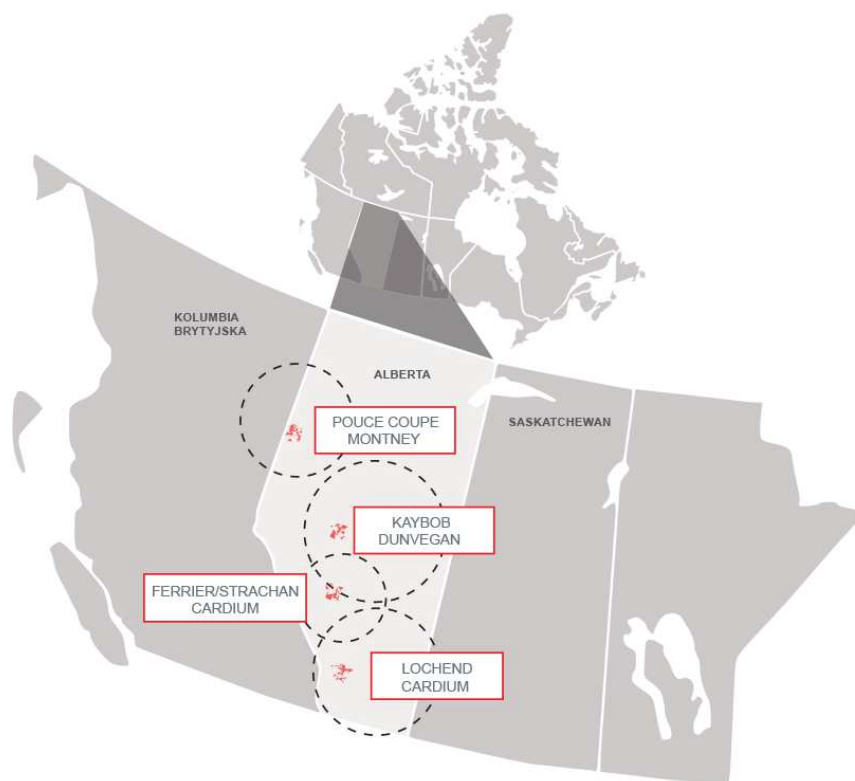 KOLUMBIA
BRYTYJSKA
ALBERTA
SASKATCHEWAN
POUCE COUPE
MONTNEY
KAYBOB
DUNVEGAN
FERRIER/STRACHAN
CARDIUM
LOCHEND
CARDIUM